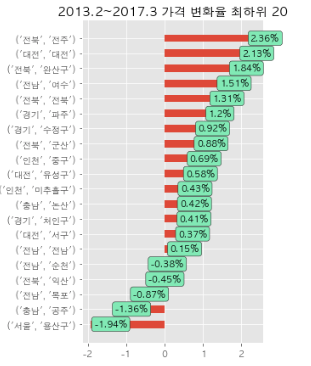 2013.2~2017.3 가격 변화율 최하위 20
('전북', '전주') 2.36%
('대전', '대전') 2.13%
('전북', '완산구') 1.84%
('전남', '여수') 1.51%
('전북', '전북') 1.31%
('경기', '파주') 1.2%
('경기', '수정구') 0.92%
('전북', '군산') 0.88%
('인천', '중구') 0.69%
('대전', '유성구') 0.58%
('인천', '미추홀구') 0.43%
('충남', '논산') 0.42%
('경기', '처인구') 0.41%
('대전', '서구') 0.37%
('전남', '전남') 0.15%
('전남', '순천') -0.38%
('전북', '익산') -0.45%
('전남', '목포') -0.87%
('충남', '공주') -1.36%
('서울', '용산구') -1.94%
-2 -1 0 1 2